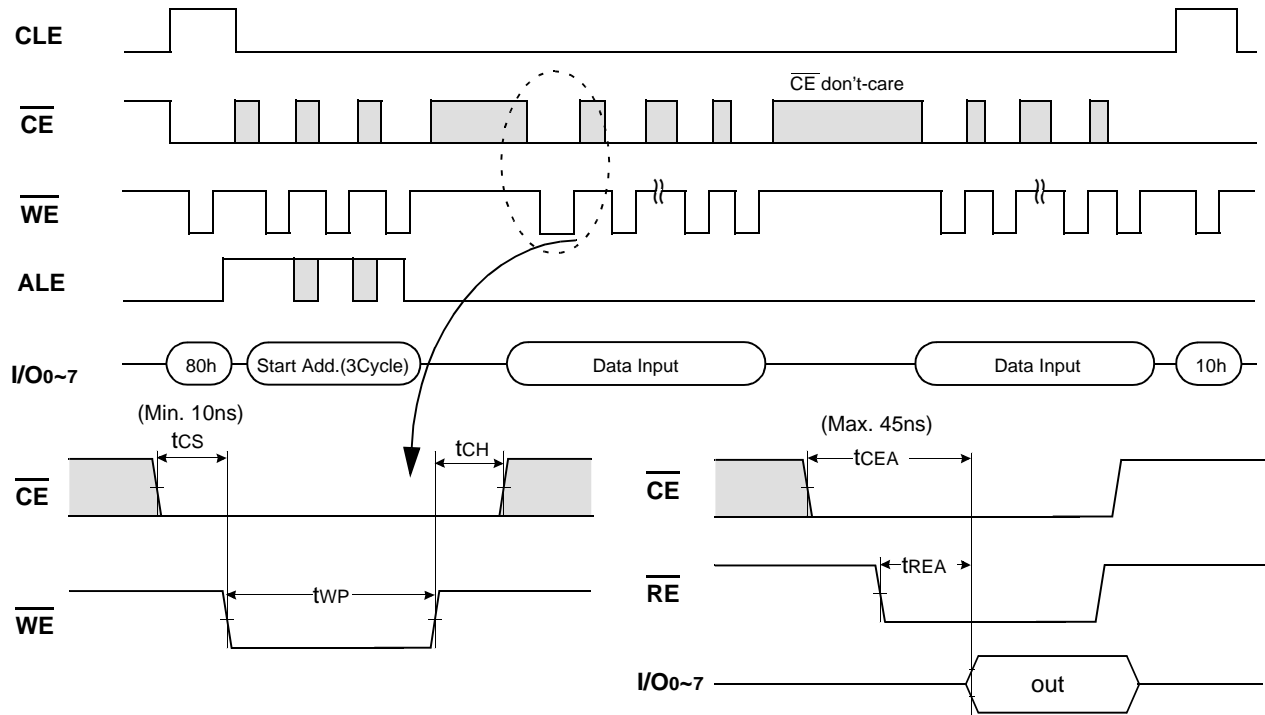 CLE
CE don't-care
CE
WE
ALE
I/O0~7
80h
Start Add.(3Cycle)
Data Input
Data Input
10h
(Min. 10ns)
tCS
tCH
CE
tWP
WE
(Max. 45ns)
tCEA
CE
tREA
RE
I/O0~7
out